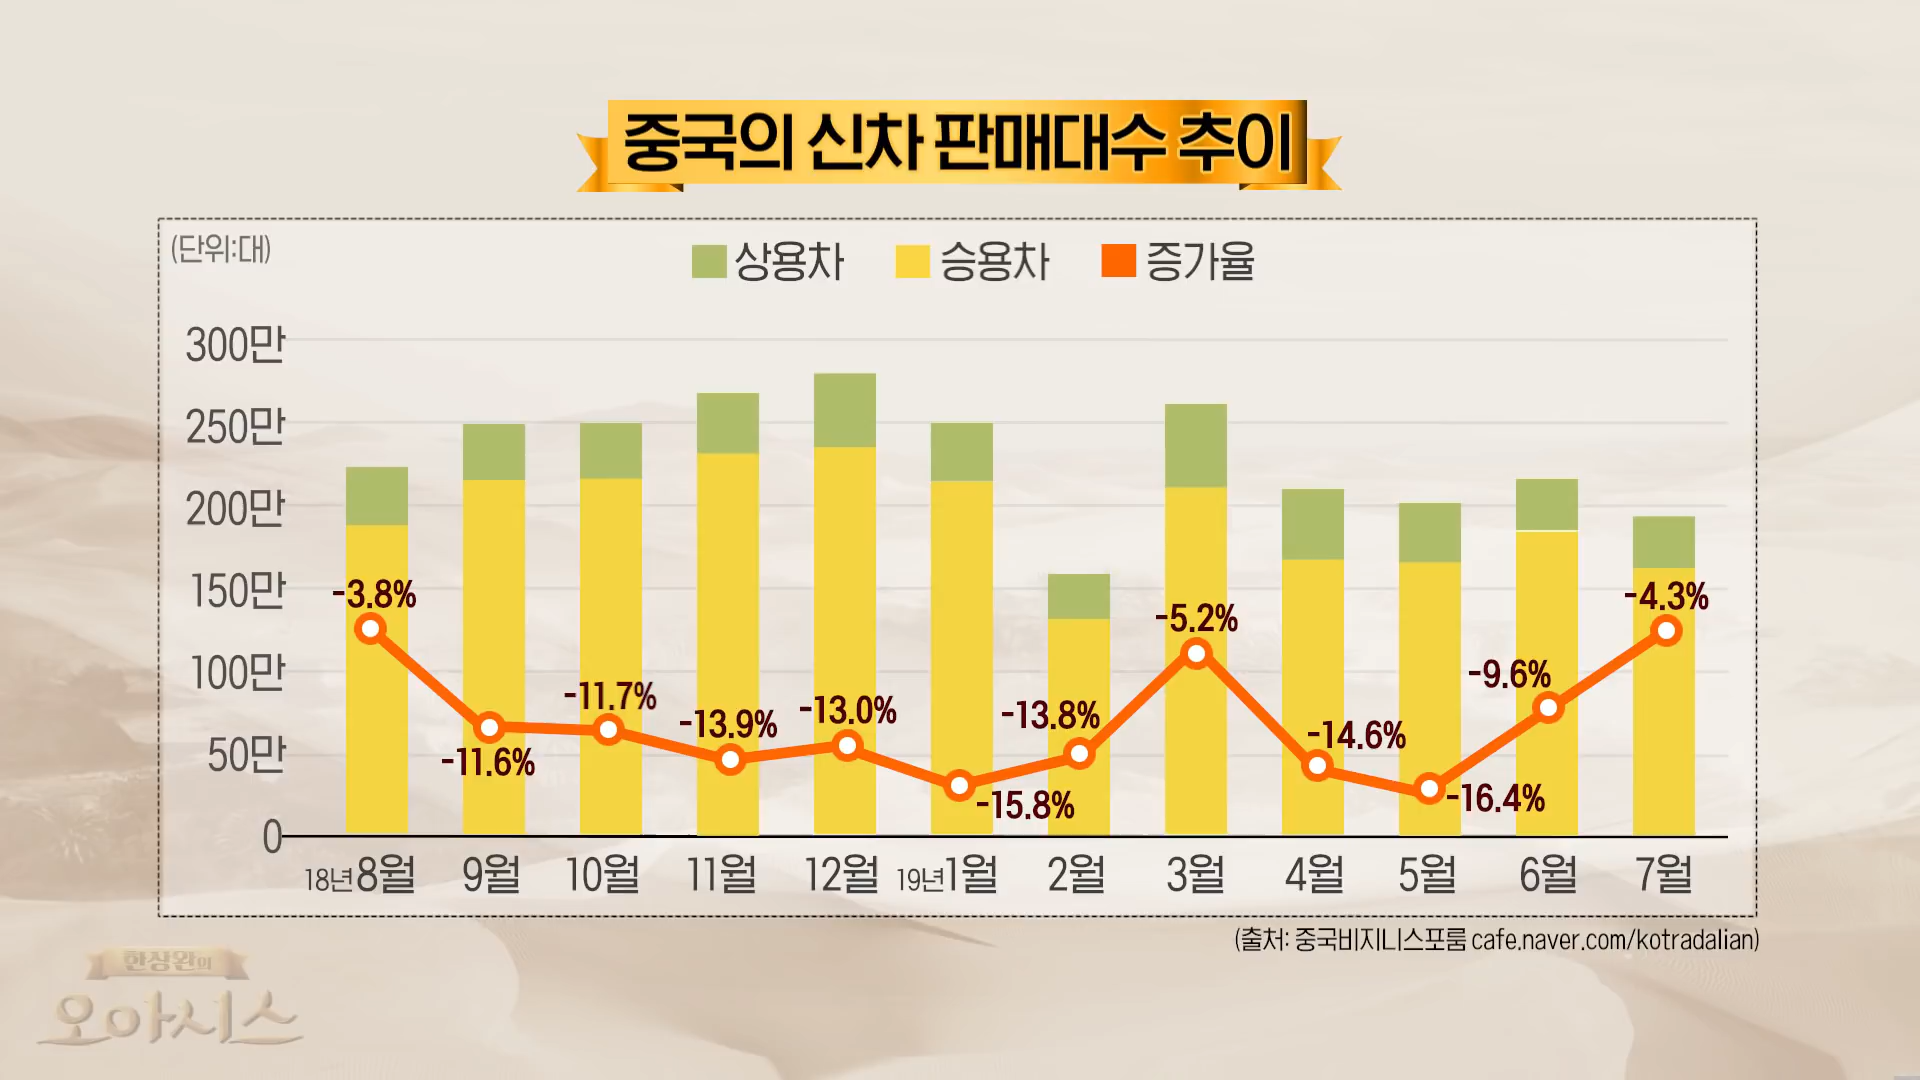 중국의 신차 판매대수 추이
(단위:대)
상용차 승용차 증가율
300만
250만
200만
150만
100만
50만
0
-3.8%
-11.6%
-11.7%
-13.9%
-13.0%
-15.8%
-13.8%
-5.2%
-14.6%
-16.4%
-9.6%
-4.3%
18년8월 9월 10월 11월 12월 19년1월 2월 3월 4월 5월 6월 7월
(출처: 중국비지니스포룸 cafe.naver.com/kotradalian)
한상완의
오아시스